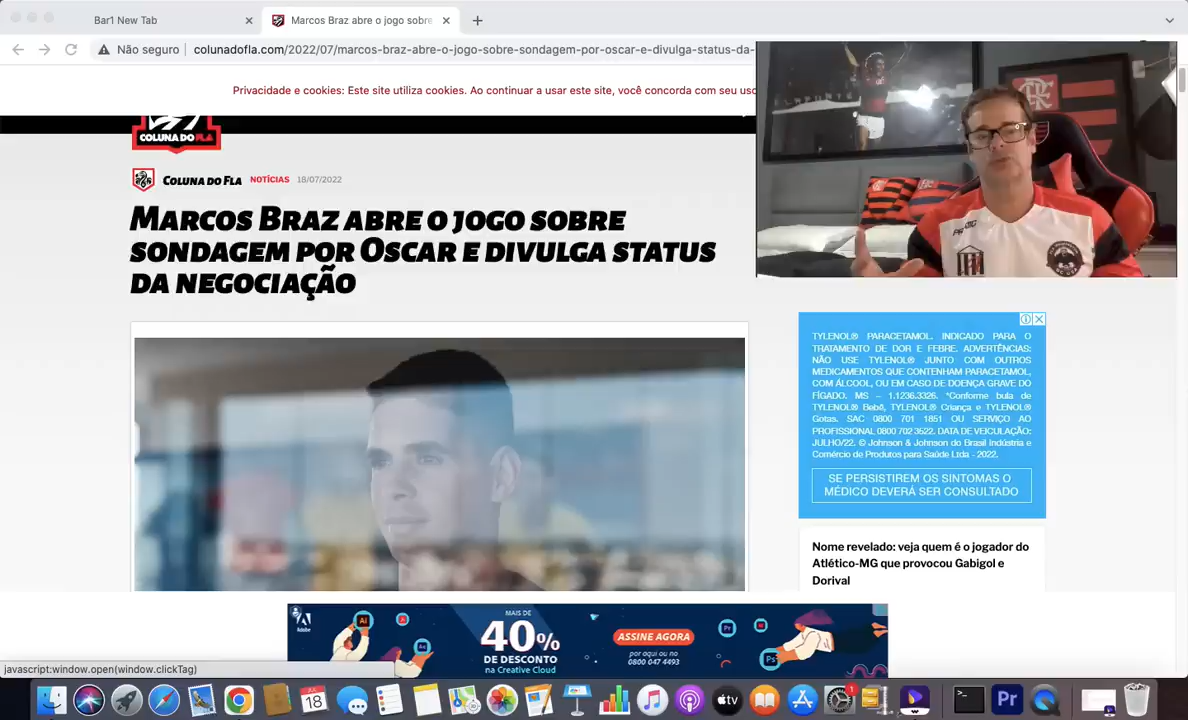 Bar1 New Tab
Marcos Braz abre o jogo sobre
Não seguro
colunadofla.com/2022/07/marcos-braz-abre-o-jogo-sobre-sondagem-por-oscar-e-divulga-status-da-
Privacidade e cookies: Este site utiliza cookies. Ao continuar a usar este site, você concorda com seu uso
COLUNA DO FLA
COLUNA DO FLA NOTÍCIAS 18/07/2022
MARCOS BRAZ ABRE O JOGO SOBRE
SONDAGEM POR OSCAR E DIVULGA STATUS
DA NEGOCIAÇÃO
TYLENOL® PARACETAMOL. INDICADO PARA O
TRATAMENTO DE DOR E FEBRE. ADVERTÊNCIAS:
NÃO USE TYLENOL® JUNTO COM OUTROS
MEDICAMENTOS QUE CONTENHAM PARACETAMOL,
COM ÁLCOOL, OU EM CASO DE DOENÇA GRAVE DO
FÍGADO. MS – 1.1236.3326. *Conforme bula de
TYLENOL® Bebê, TYLENOL® Criança e TYLENOL®
Gotas. SAC 0800 701 1851 OU SERVIÇO AO
PROFISSIONAL 0800 702 3522. DATA DE VEICULAÇÃO:
JULHO/22. © Johnson & Johnson do Brasil Indústria e
Comércio de Produtos para Saúde Ltda - 2022.
SE PERSISTIREM OS SINTOMAS O
MÉDICO DEVERÁ SER CONSULTADO
Nome revelado: veja quem é o jogador do
Atlético-MG que provocou Gabigol e
Dorival
Adobe
MAIS DE
40%
DE DESCONTO
na Creative Cloud
ASSINE AGORA
por aqui ou no
0800 047 4493
javascript:window.open(window.clickTag)
JUL
18
tv
1
Pr